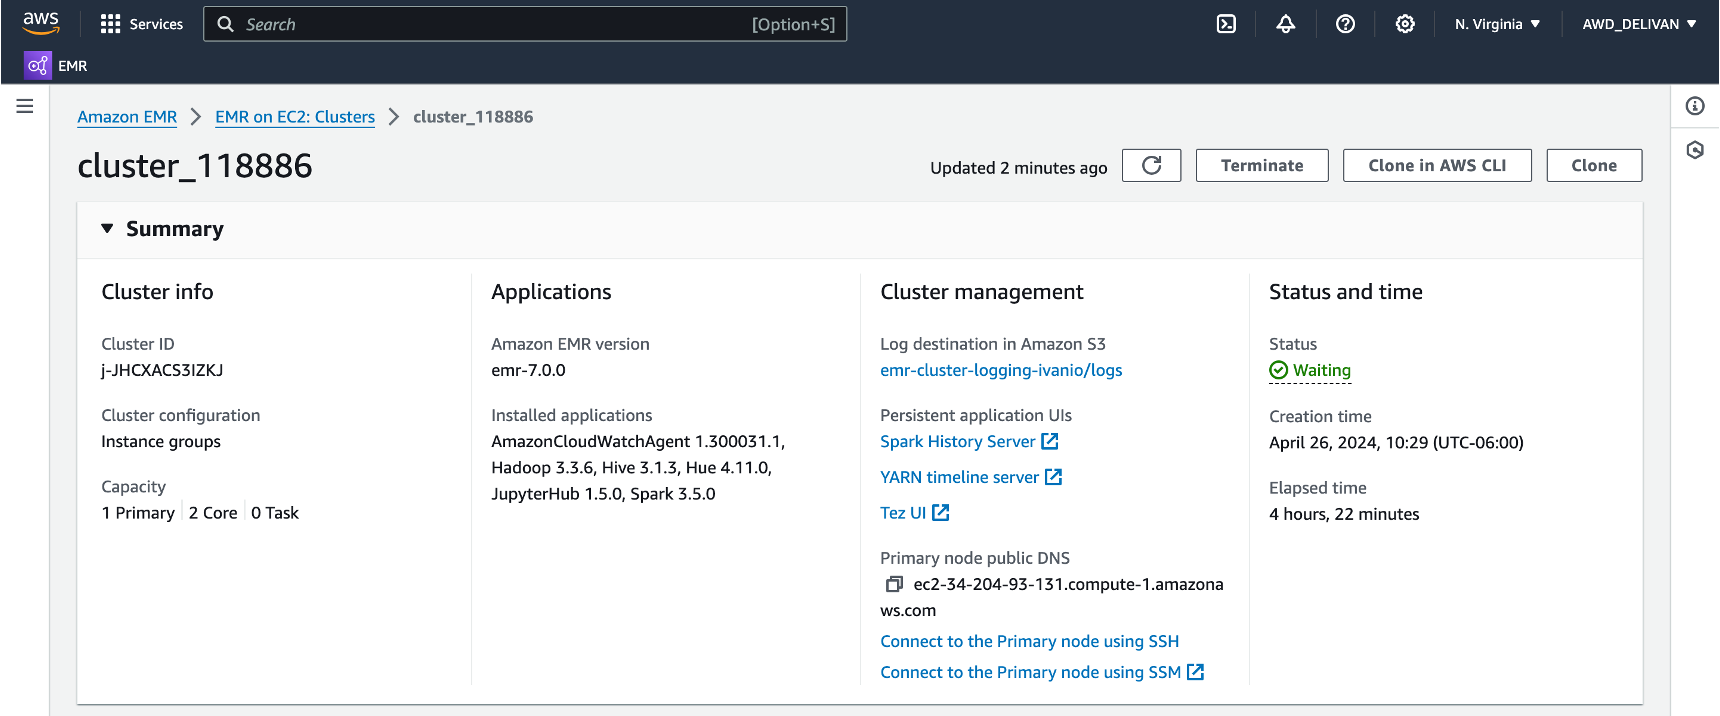 aws
Services
Search
[Option+S]
N. Virginia
AWD_DELIVAN
EMR
Amazon EMR
EMR on EC2: Clusters
cluster_118886
cluster_118886
Updated 2 minutes ago
Terminate
Clone in AWS CLI
Clone
Summary
Cluster info
Cluster ID
j-JHCXACS3IZKJ
Cluster configuration
Instance groups
Capacity
1 Primary
2 Core
0 Task
Applications
Amazon EMR version
emr-7.0.0
Installed applications
AmazonCloudWatchAgent 1.300031.1,
Hadoop 3.3.6, Hive 3.1.3, Hue 4.11.0,
JupyterHub 1.5.0, Spark 3.5.0
Cluster management
Log destination in Amazon S3
emr-cluster-logging-ivanio/logs
Persistent application UIs
Spark History Server
YARN timeline server
Tez UI
Primary node public DNS
ec2-34-204-93-131.compute-1.amazona
ws.com
Connect to the Primary node using SSH
Connect to the Primary node using SSM
Status and time
Status
Waiting
Creation time
April 26, 2024, 10:29 (UTC-06:00)
Elapsed time
4 hours, 22 minutes